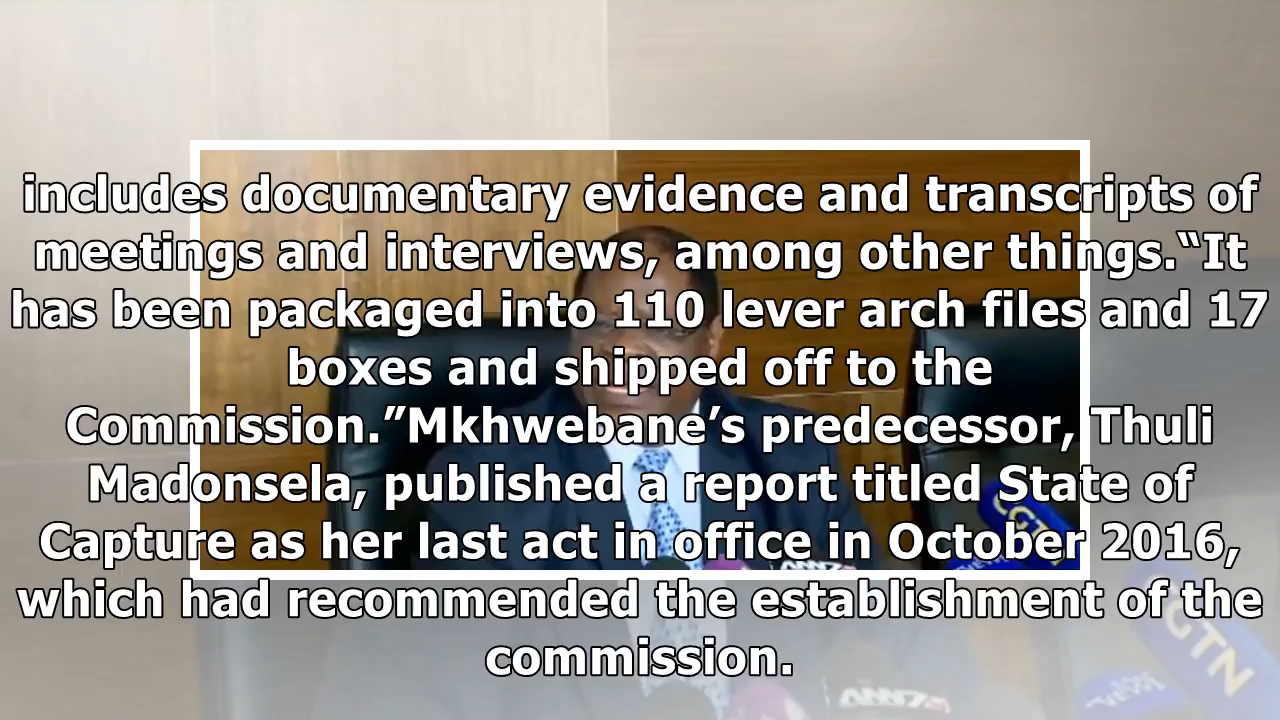 includes documentary evidence and transcripts of
meetings and interviews, among other things.“It
has been packaged into 110 lever arch files and 17
boxes and shipped off to the
Commission.”Mkhwebane’s predecessor, Thuli
Madonsela, published a report titled State of
Capture as her last act in office in October 2016,
which had recommended the establishment of the
commission.
CGTN
CGTN